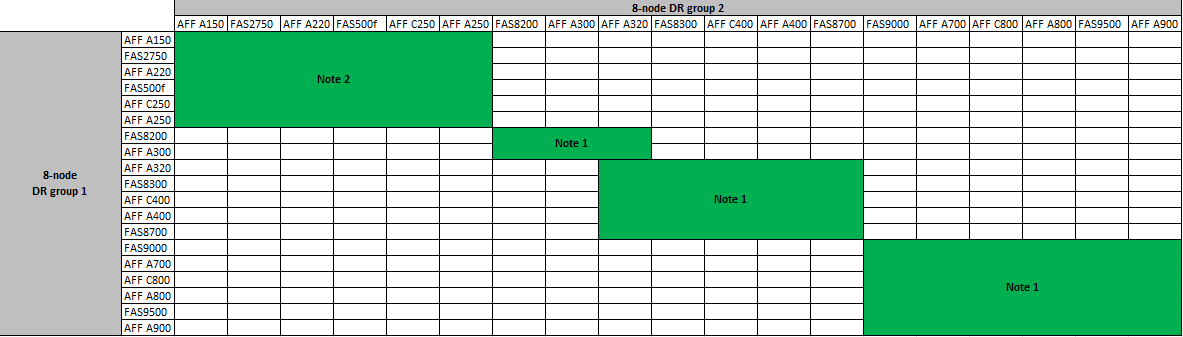 8-node DR group 2
AFF A150 FAS2750 AFF A220 FAS500f AFF C250 AFF A250 FAS8200 AFF A300 AFF A320 FAS8300 AFF C400 AFF A400 FAS8700 FAS9000 AFF A700 AFF C800 AFF A800 FAS9500 AFF A900
8-node
DR group 1
AFF A150
FAS2750
AFF A220
FAS500f
AFF C250
AFF A250
Note 2
FAS8200
AFF A300
Note 1
AFF A320
FAS8300
AFF C400
AFF A400
FAS8700
Note 1
FAS9000
AFF A700
AFF C800
AFF A800
FAS9500
AFF A900
Note 1